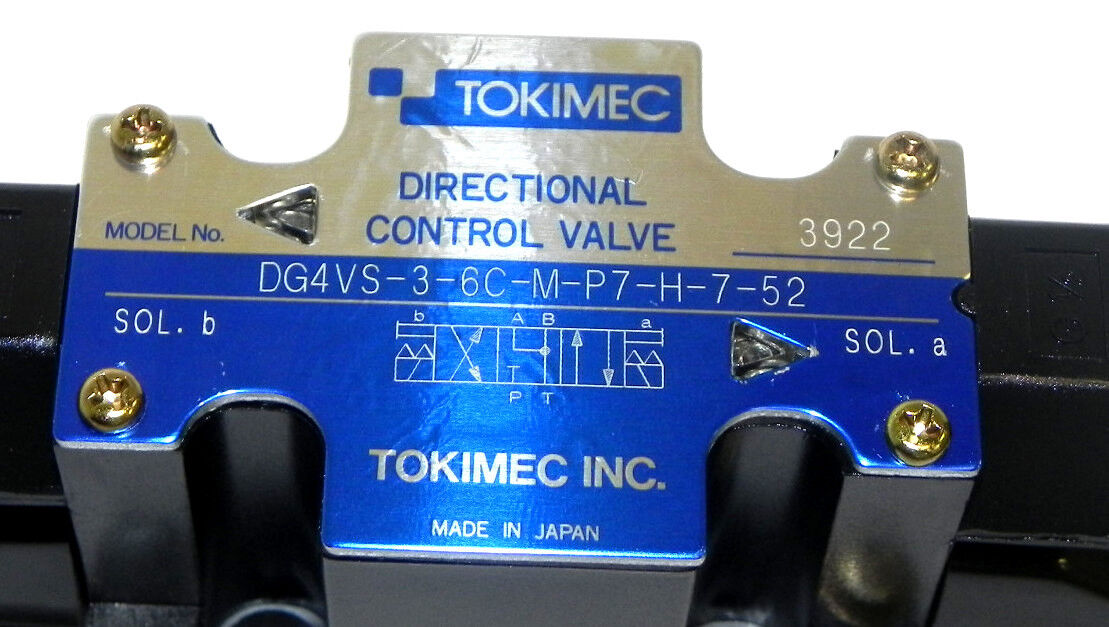 TOKIMEC
DIRECTIONAL
CONTROL VALVE
MODEL No.
3922
DG4VS-3-6C-M-P7-H-7-52
SOL. b
b A B a
SOL. a
P T
TOKIMEC INC.
MADE IN JAPAN